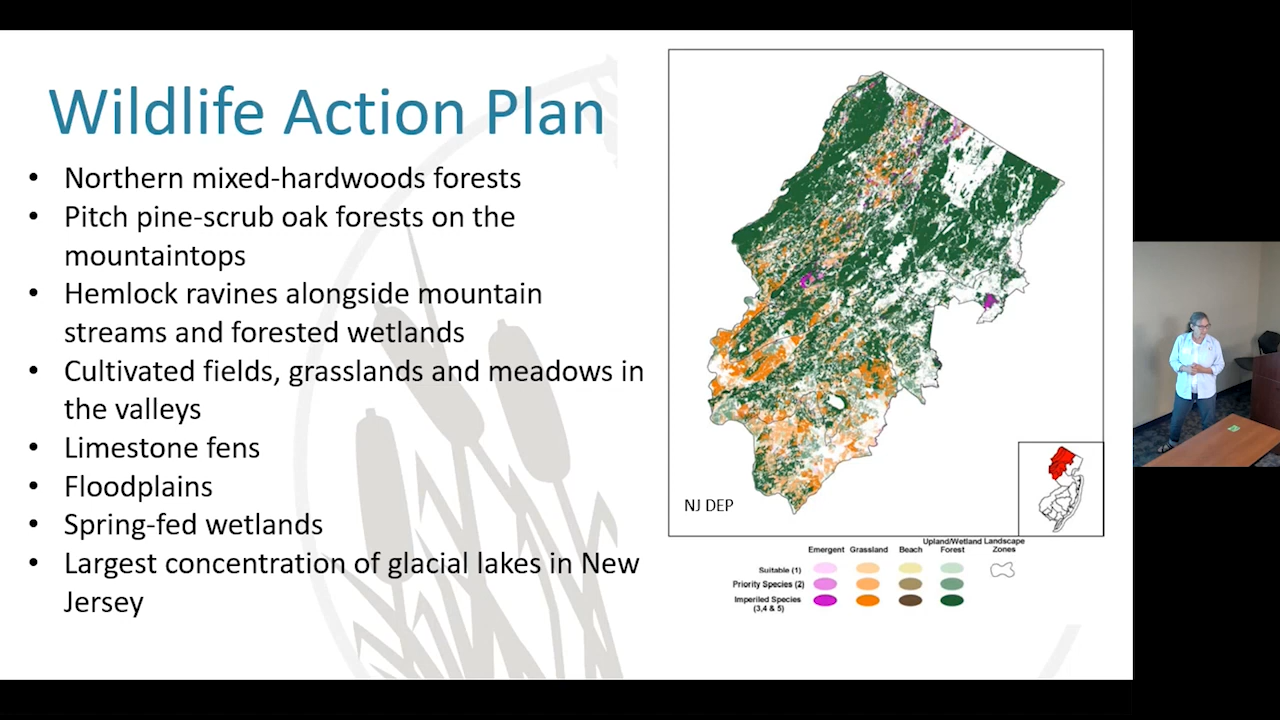 Wildlife Action Plan
• Northern mixed-hardwoods forests
• Pitch pine-scrub oak forests on the
mountaintops
• Hemlock ravines alongside mountain
streams and forested wetlands
• Cultivated fields, grasslands and meadows in
the valleys
• Limestone fens
• Floodplains
• Spring-fed wetlands
• Largest concentration of glacial lakes in New
Jersey
NJ DEP
Emergent Grassland Beach Upland/Wetland Forest Landscape Zones
Suitable (1)
Priority Species (2)
Imperiled Species
(3,4 & 5)